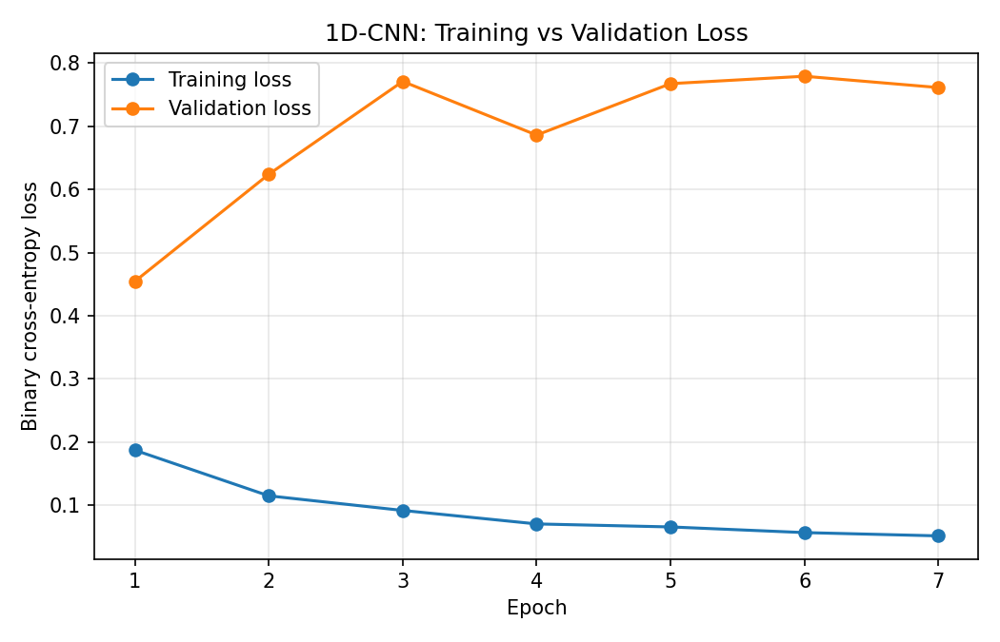 1D-CNN: Training vs Validation Loss
Training loss
Validation loss
Binary cross-entropy loss
0.8
0.7
0.6
0.5
0.4
0.3
0.2
0.1
1 2 3 4 5 6 7
Epoch